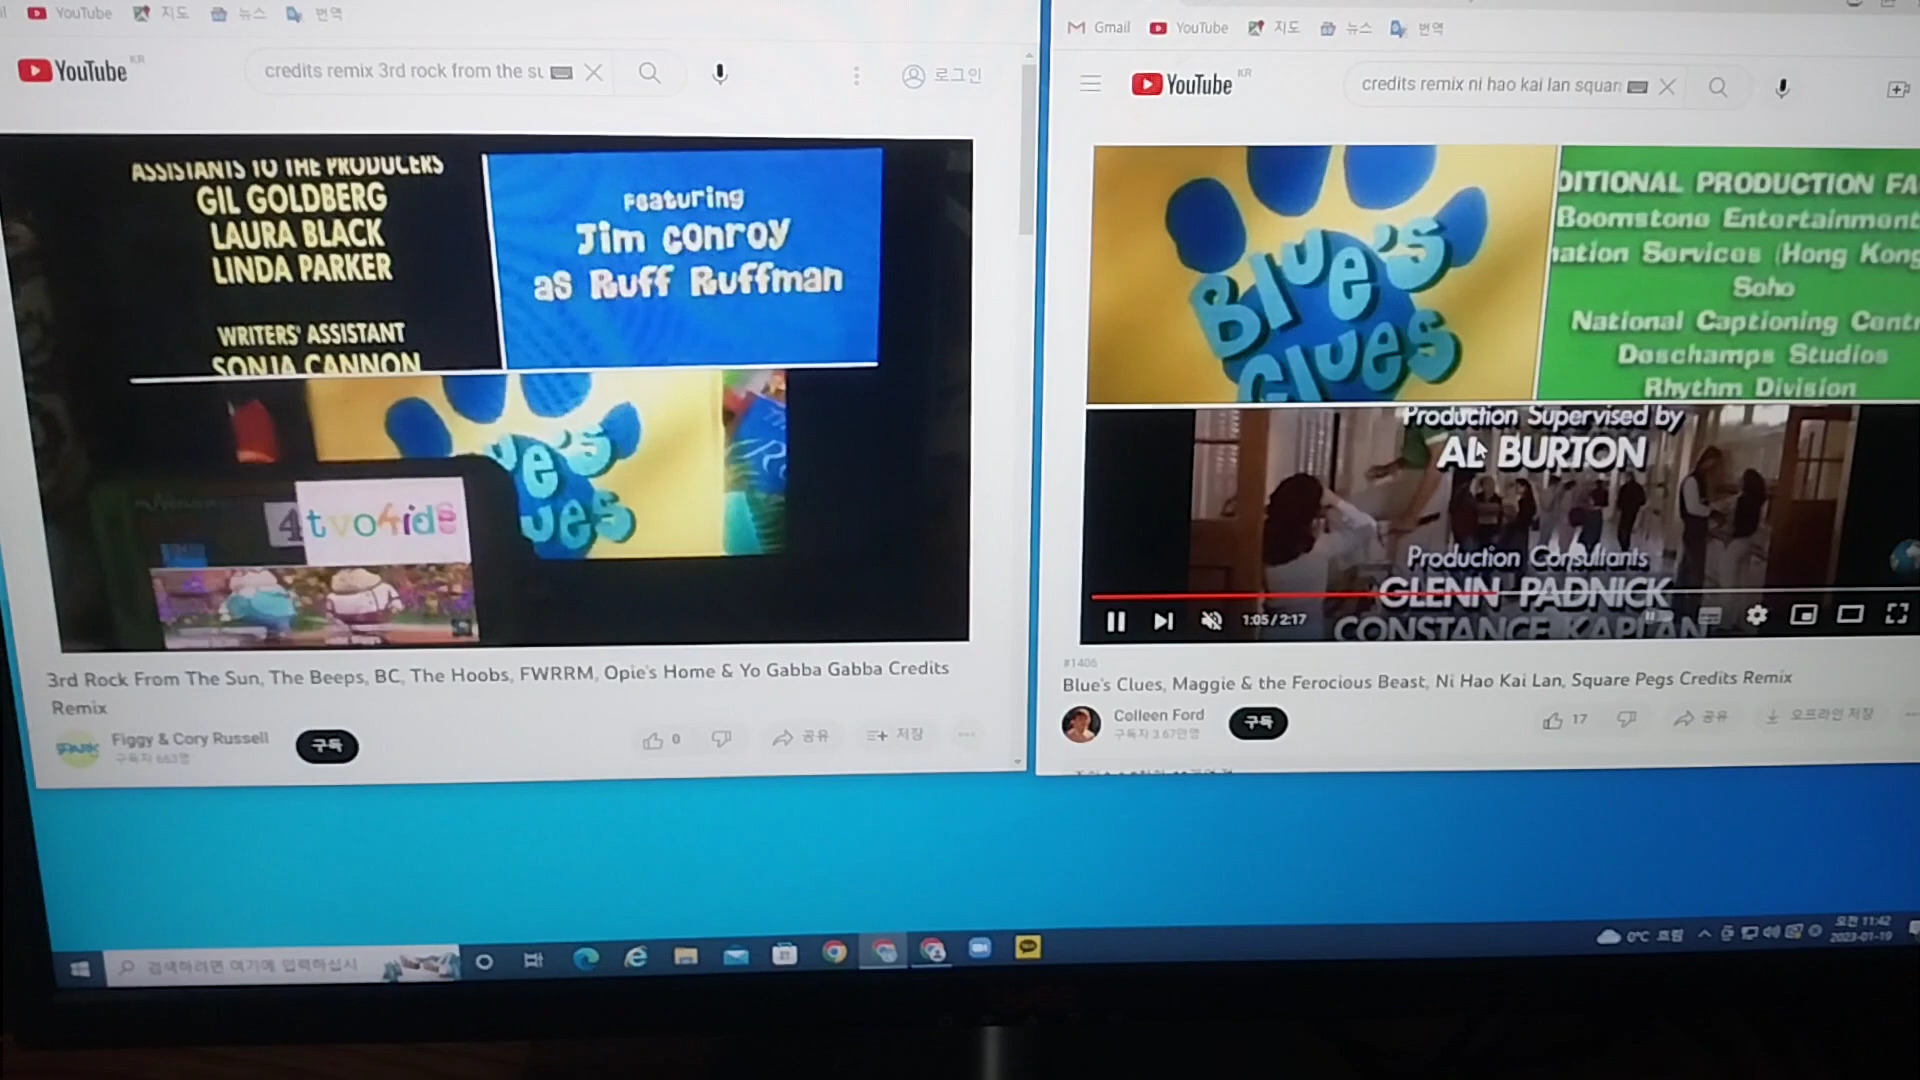 YouTube 지도 뉴스 번역
YouTube KR
credits remix 3rd rock from the su
로그인
ASSISTANTS TO THE PRODUCERS
GIL GOLDBERG
LAURA BLACK
LINDA PARKER
WRITERS' ASSISTANT
SONJA CANNON
Featuring
Jim Conroy
as Ruff Ruffman
ue's
ues
tvo4ids
3rd Rock From The Sun, The Beeps, BC, The Hoobs, FWRRM, Opie's Home & Yo Gabba Gabba Credits
Remix
Figgy & Cory Russell
구독자 663명
구독
0
공유
저장
Gmail YouTube 지도 뉴스 번역
YouTube KR
credits remix ni hao kai lan squar
Blue's
Clues
DITIONAL PRODUCTION FA
Boomstone Entertainment
nation Services (Hong Kong
Soho
National Captioning Cent
Deschamps Studios
Rhythm Division
Production Supervised by
AL BURTON
Production Consultants
GLENN PADNICK
CONSTANCE KAPLAN
1:05 / 2:17
#1406
Blue's Clues, Maggie & the Ferocious Beast, Ni Hao Kai Lan, Square Pegs Credits Remix
Colleen Ford
구독자 3.67만명
구독
17
공유
오프라인 저장
검색하려면 여기에 입력하십시
0°C 흐림
오전 11:42
2023-01-19